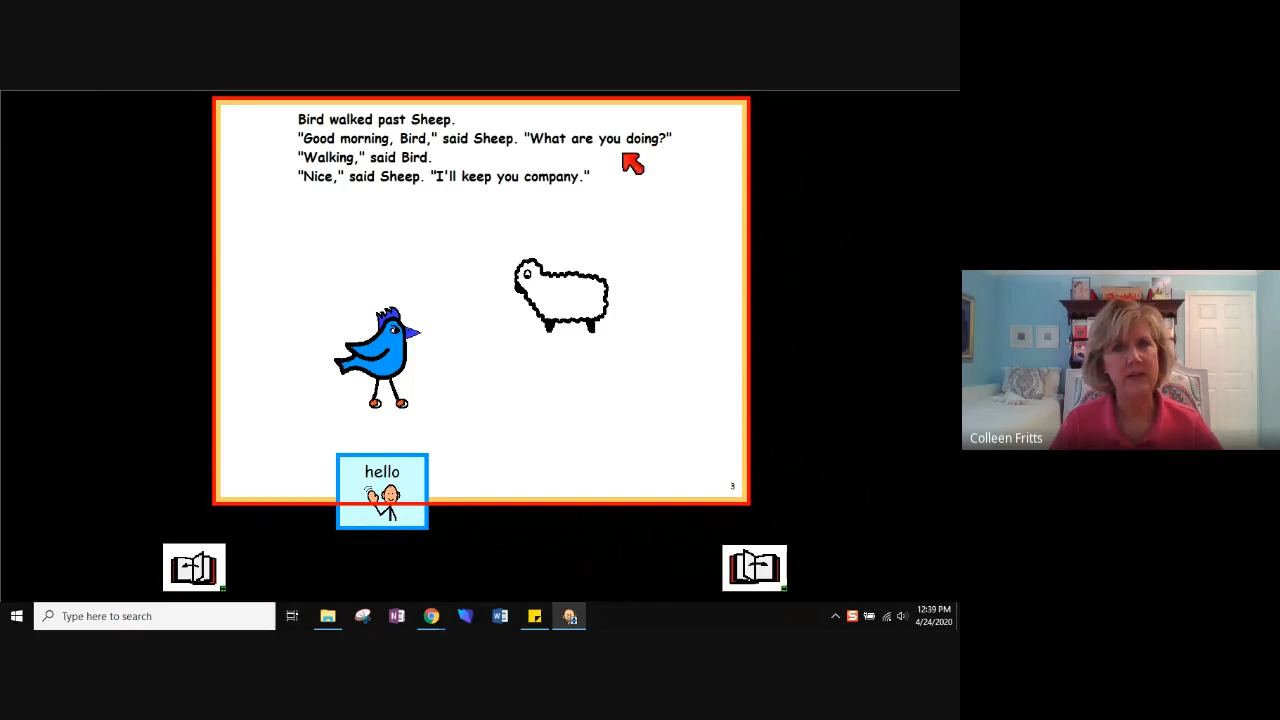 Bird walked past Sheep.
"Good morning, Bird," said Sheep. "What are you doing?"
"Walking," said Bird.
"Nice," said Sheep. "I'll keep you company."
hello
3
Colleen Fritts
Type here to search
12:39 PM
4/24/2020